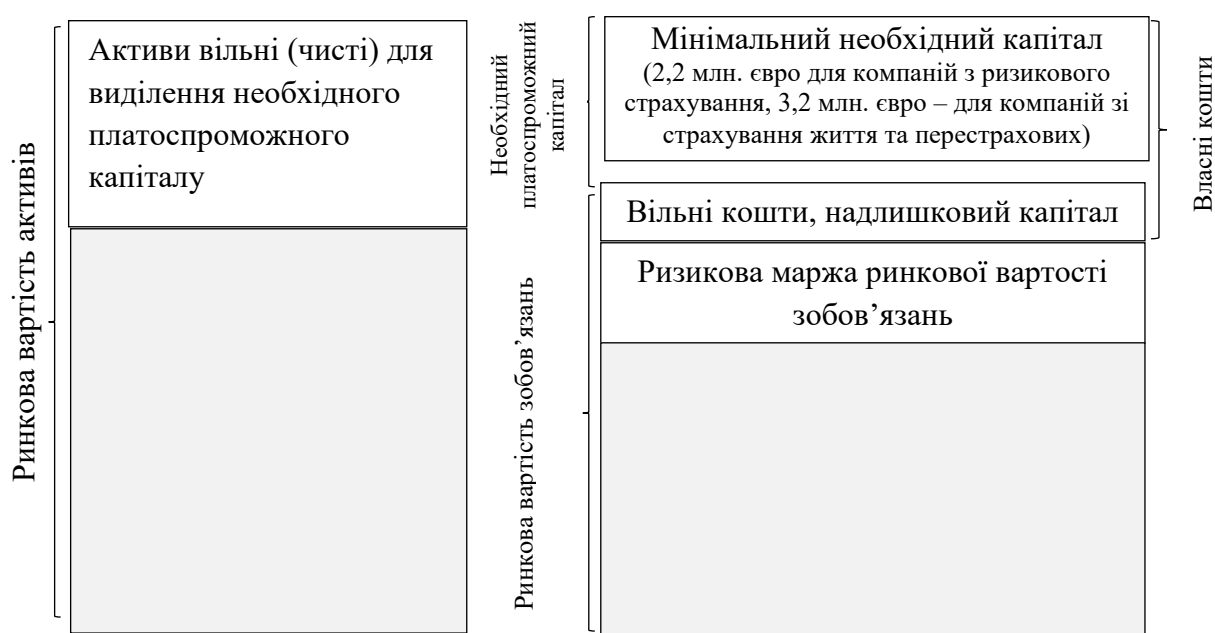 Ринкова вартість активів
Активи вільні (чисті) для
виділення необхідного
платоспроможного
капіталу
Необхідний
платоспроможний
капітал
Ринкова вартість зобов’язань
Мінімальний необхідний капітал
(2,2 млн. євро для компаній з ризикового
страхування, 3,2 млн. євро – для компаній зі
страхування життя та перестрахових)
Вільні кошти, надлишковий капітал
Ризикова маржа ринкової вартості
зобов’язань
Власні кошти